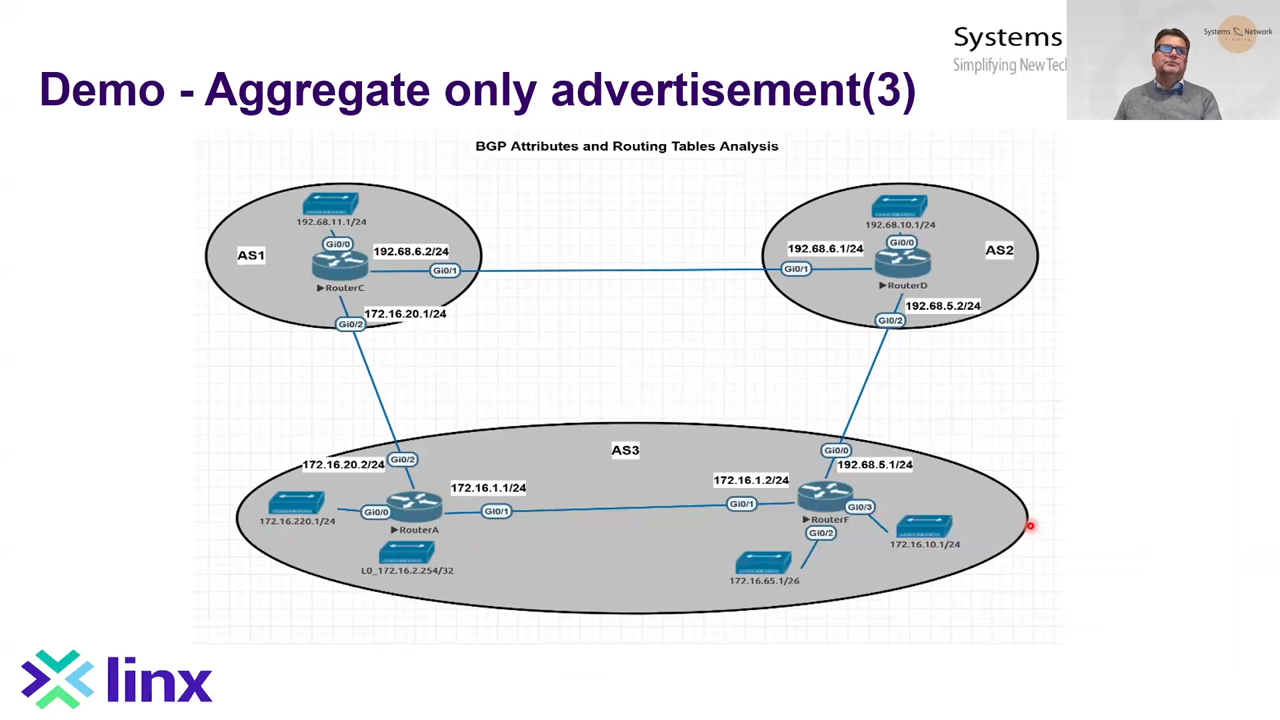 Systems
Simplifying New Tech
Systems Network
Training
Demo - Aggregate only advertisement(3)
BGP Attributes and Routing Tables Analysis
192.68.11.1/24
Gi0/0
AS1
192.68.6.2/24
Gi0/1
RouterC
172.16.20.1/24
Gi0/2
192.68.10.1/24
Gi0/0
192.68.6.1/24
AS2
Gi0/1
RouterD
192.68.5.2/24
Gi0/2
AS3
172.16.20.2/24
Gi0/2
172.16.1.1/24
172.16.220.1/24
Gi0/0
Gi0/1
RouterA
L0_172.16.2.254/32
Gi0/0
192.68.5.1/24
172.16.1.2/24
Gi0/1
Gi0/3
RouterF
Gi0/2
172.16.10.1/24
172.16.65.1/26
linx